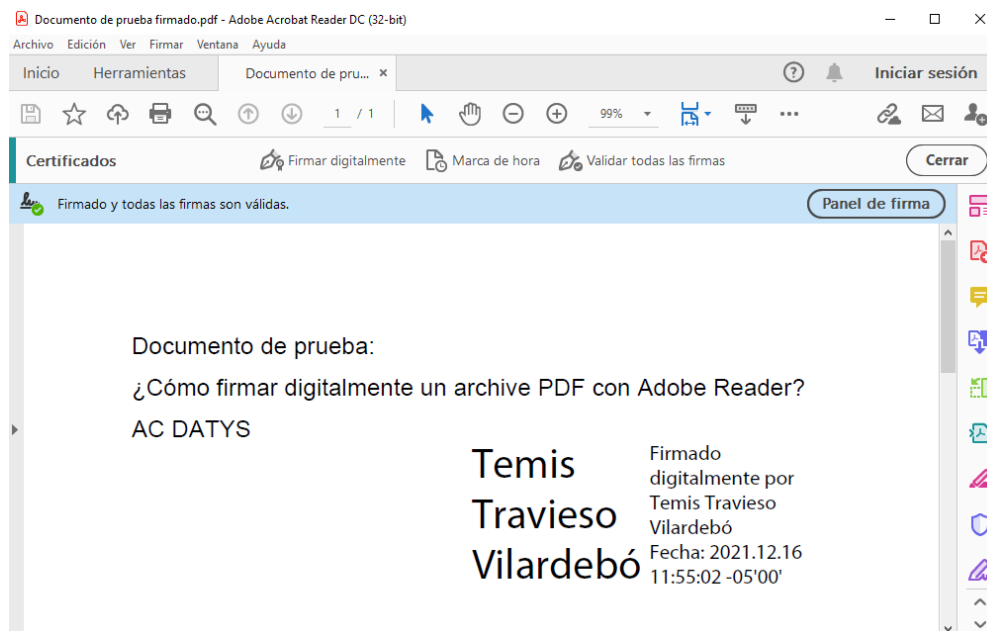 Documento de prueba firmado.pdf - Adobe Acrobat Reader DC (32-bit)
Archivo Edición Ver Firmar Ventana Ayuda
Inicio Herramientas Documento de pru... × Iniciar sesión
1 / 1 99%
Certificados Firmar digitalmente Marca de hora Validar todas las firmas Cerrar
Firmado y todas las firmas son válidas. Panel de firma
Documento de prueba:
¿Cómo firmar digitalmente un archive PDF con Adobe Reader?
AC DATYS
Temis
Travieso
Vilardebó
Firmado
digitalmente por
Temis Travieso
Vilardebó
Fecha: 2021.12.16
11:55:02 -05'00'